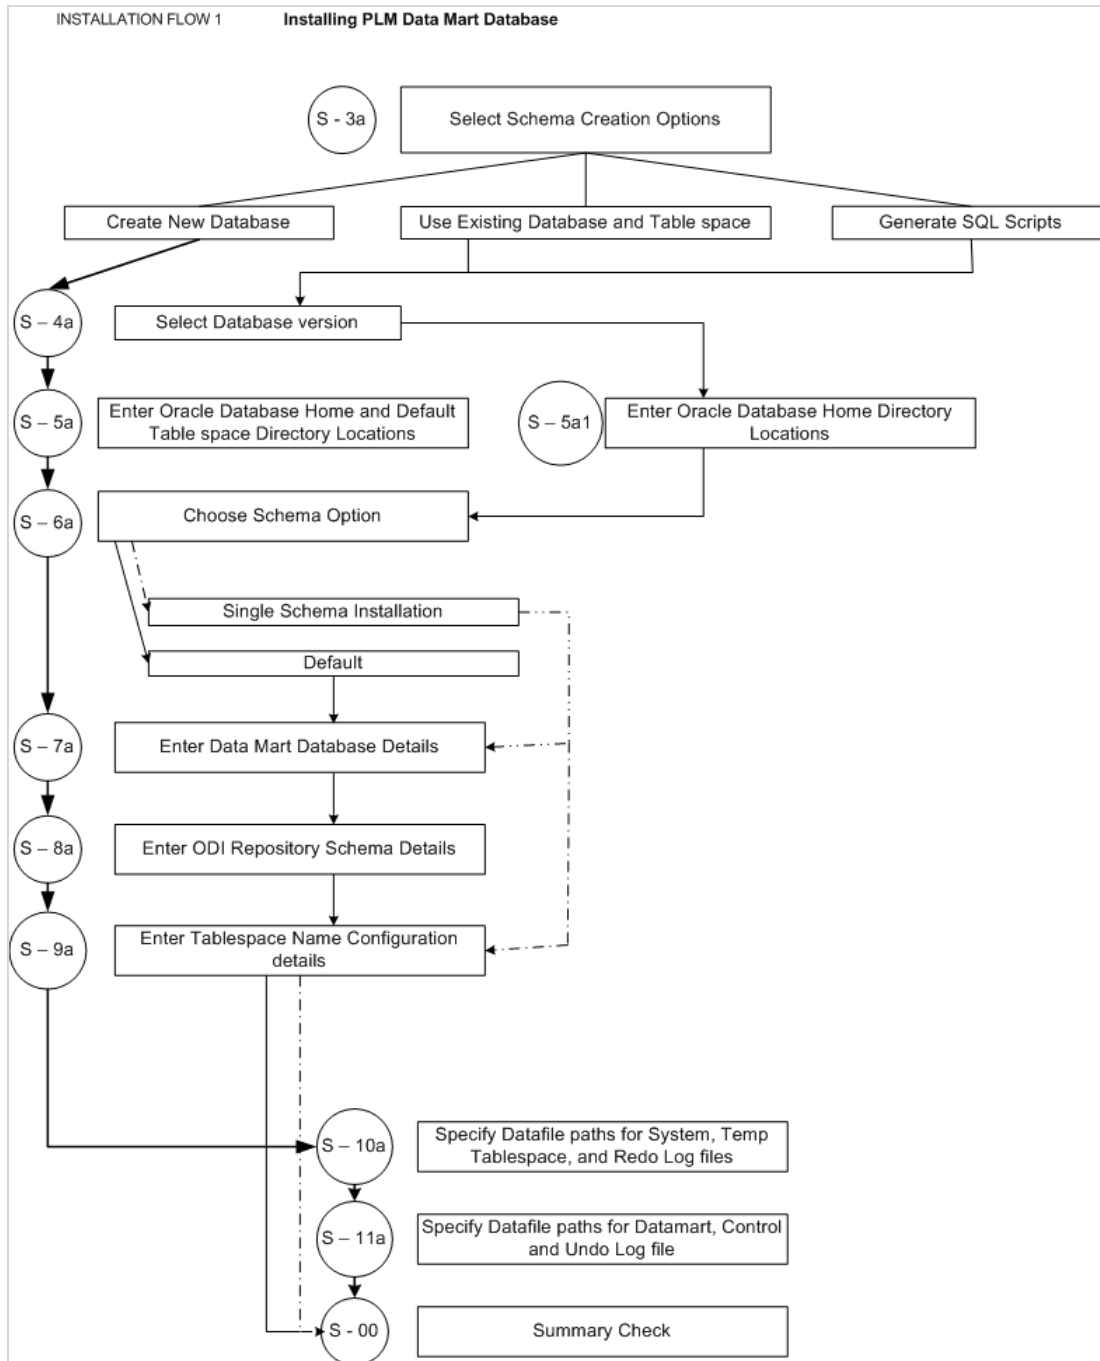 INSTALLATION FLOW 1
Installing PLM Data Mart Database
S - 3a
Select Schema Creation Options
Create New Database
Use Existing Database and Table space
Generate SQL Scripts
S – 4a
Select Database version
S – 5a
Enter Oracle Database Home and Default
Table space Directory Locations
S – 5a1
Enter Oracle Database Home Directory
Locations
S – 6a
Choose Schema Option
Single Schema Installation
Default
S – 7a
Enter Data Mart Database Details
S – 8a
Enter ODI Repository Schema Details
S – 9a
Enter Tablespace Name Configuration
details
S – 10a
Specify Datafile paths for System, Temp
Tablespace, and Redo Log files
S – 11a
Specify Datafile paths for Datamart, Control
and Undo Log file
S - 00
Summary Check